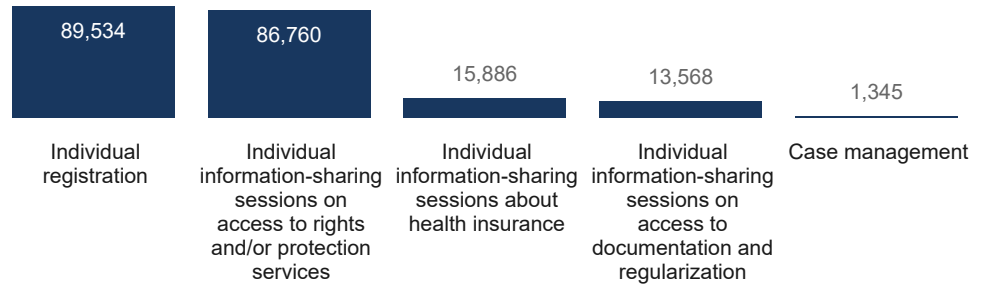 89,534
86,760
15,886
13,568
1,345
Individual
registration
Individual
information-sharing
sessions on
access to rights
and/or protection
services
Individual
information-sharing
sessions about
health insurance
Individual
information-sharing
sessions on
access to
documentation and
regularization
Case management